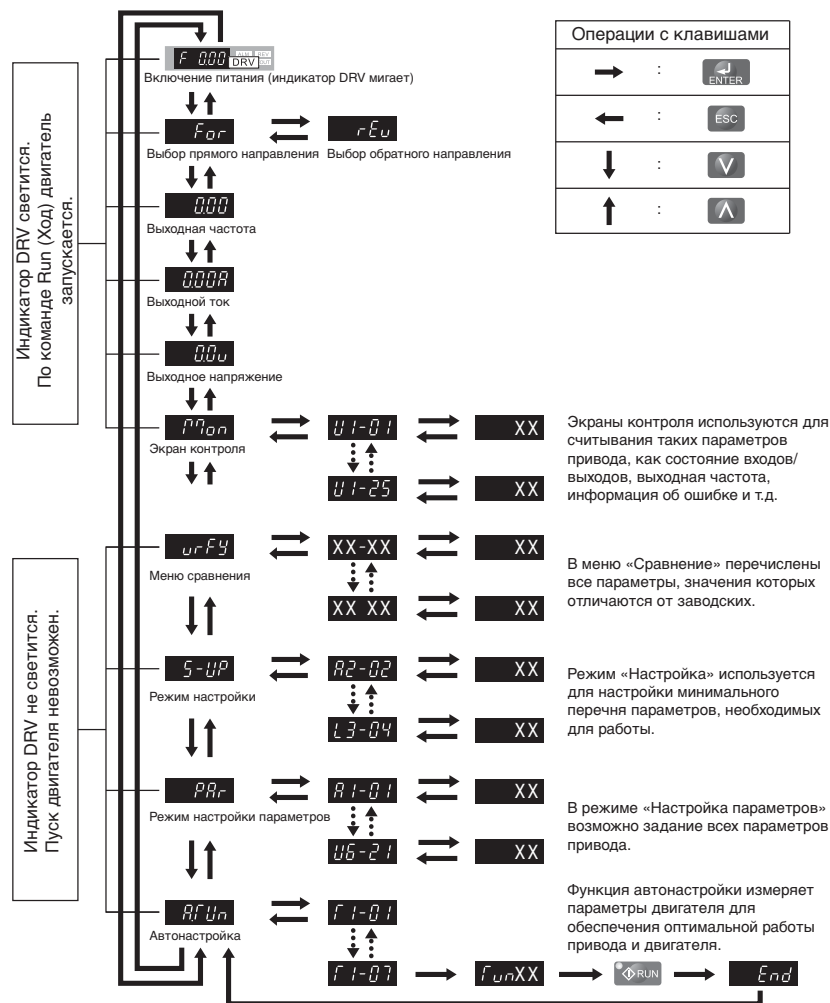 Операции с клавишами
:
ENTER
:
ESC
:
V
:
Λ
Индикатор DRV светится.
По команде Run (Ход) двигатель
запускается.
F 0.00
ALM REV
DRV OUT
Включение питания (индикатор DRV мигает)
For
rEu
Выбор прямого направления
Выбор обратного направления
0.00
Выходная частота
0.00A
Выходной ток
0.0u
Выходное напряжение
Mon
U1-01
XX
Экран контроля
U1-25
XX
Экраны контроля используются для
считывания таких параметров
привода, как состояние входов/
выходов, выходная частота,
информация об ошибке и т.д.
Индикатор DRV не светится.
Пуск двигателя невозможен.
urFY
XX-XX
XX
Меню сравнения
XX XX
XX
В меню «Сравнение» перечислены
все параметры, значения которых
отличаются от заводских.
S-UP
A2-02
XX
Режим настройки
L3-04
XX
Режим «Настройка» используется
для настройки минимального
перечня параметров, необходимых
для работы.
PAr
A1-01
XX
Режим настройки параметров
U6-21
XX
В режиме «Настройка параметров»
возможно задание всех параметров
привода.
A.TUn
T1-01
Автонастройка
T1-07
TunXX
RUN
End
Функция автонастройки измеряет
параметры двигателя для
обеспечения оптимальной работы
привода и двигателя.